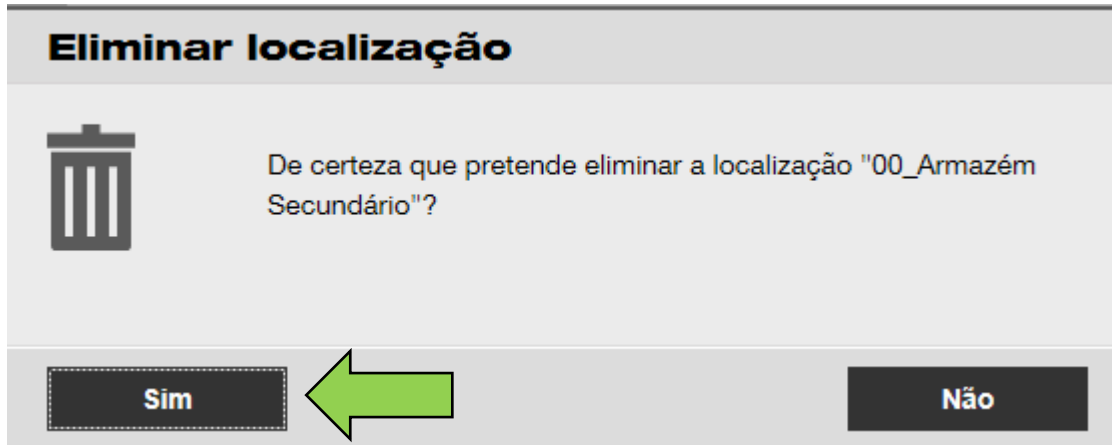 Eliminar localização
De certeza que pretende eliminar a localização "00_Armazém
Secundário"?
Sim
Não